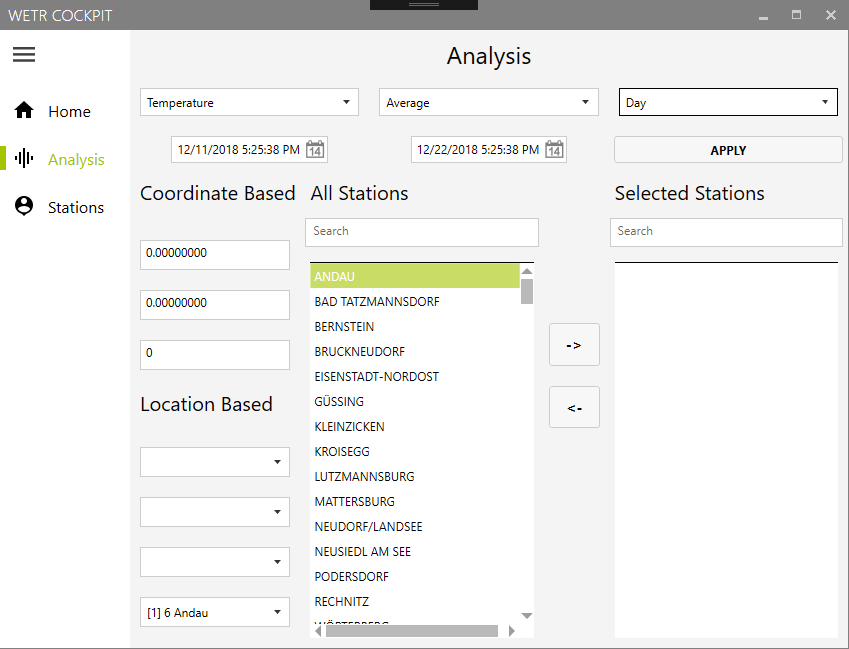 WETR COCKPIT
Analysis
Home
Analysis
Stations
Temperature
Average
Day
12/11/2018 5:25:38 PM 14
12/22/2018 5:25:38 PM 14
APPLY
Coordinate Based
0.00000000
0.00000000
0
Location Based
[1] 6 Andau
All Stations
Search
ANDAU
BAD TATZMANNSDORF
BERNSTEIN
BRUCKNEUDORF
EISENSTADT-NORDOST
GÜSSING
KLEINZICKEN
KROISEGG
LUTZMANNSBURG
MATTERSBURG
NEUDORF/LANDSEE
NEUSIEDL AM SEE
PODERSDORF
RECHNITZ
WÖRTERBERG
->
<-
Selected Stations
Search